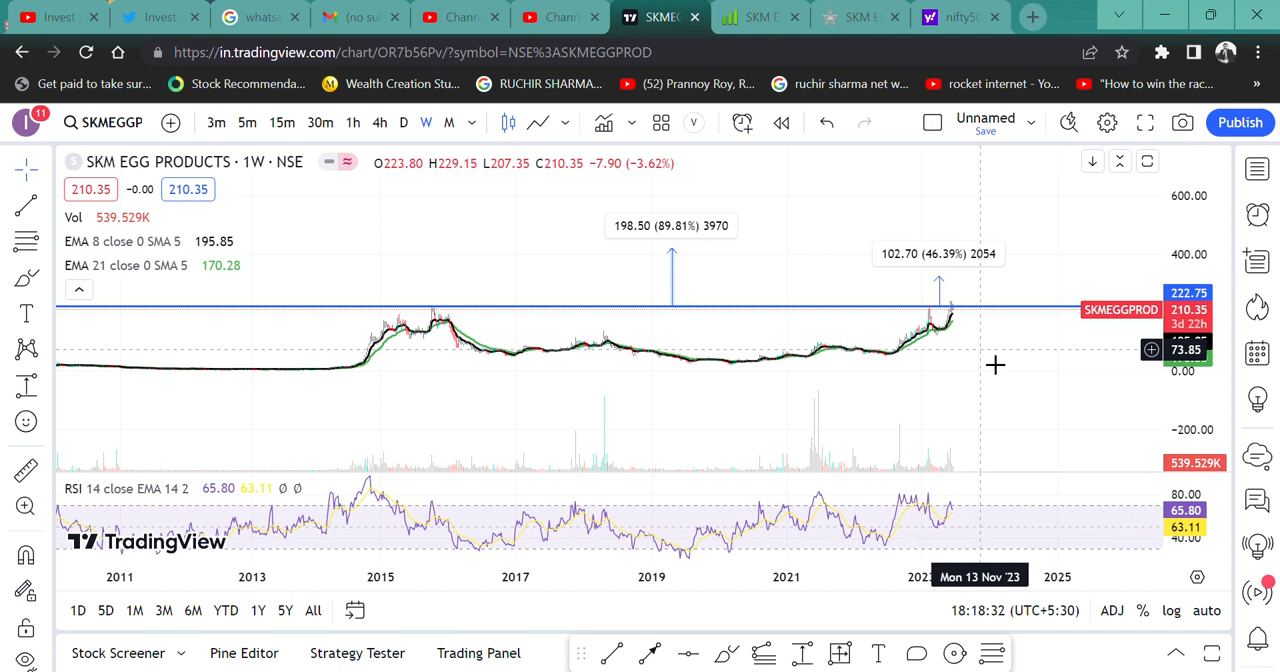 Invest
Invest
whats
(no su
Chann
Chann
SKMEC
SKM E
SKM E
nifty50
https://in.tradingview.com/chart/OR7b56Pv/?symbol=NSE%3ASKMEGGPROD
Get paid to take sur...
Stock Recommenda...
Wealth Creation Stu...
RUCHIR SHARMA...
(52) Prannoy Roy, R...
ruchir sharma net w...
rocket internet - Yo...
"How to win the rac...
»
I
11
SKMEGGP
3m
5m
15m
30m
1h
4h
D
W
M
V
Unnamed
Save
Publish
S
SKM EGG PRODUCTS · 1W · NSE
O223.80 H229.15 L207.35 C210.35 -7.90 (-3.62%)
210.35
-0.00
210.35
Vol 539.529K
EMA 8 close 0 SMA 5 195.85
EMA 21 close 0 SMA 5 170.28
198.50 (89.81%) 3970
102.70 (46.39%) 2054
600.00
400.00
222.75
SKMEGGPROD
210.35
3d 22h
73.85
0.00
-200.00
539.529K
RSI 14 close EMA 14 2 65.80 63.11 Ø Ø
80.00
65.80
63.11
40.00
TradingView
2011
2013
2015
2017
2019
2021
2023
Mon 13 Nov '23
2025
1D
5D
1M
3M
6M
YTD
1Y
5Y
All
18:18:32 (UTC+5:30)
ADJ
%
log
auto
Stock Screener
Pine Editor
Strategy Tester
Trading Panel